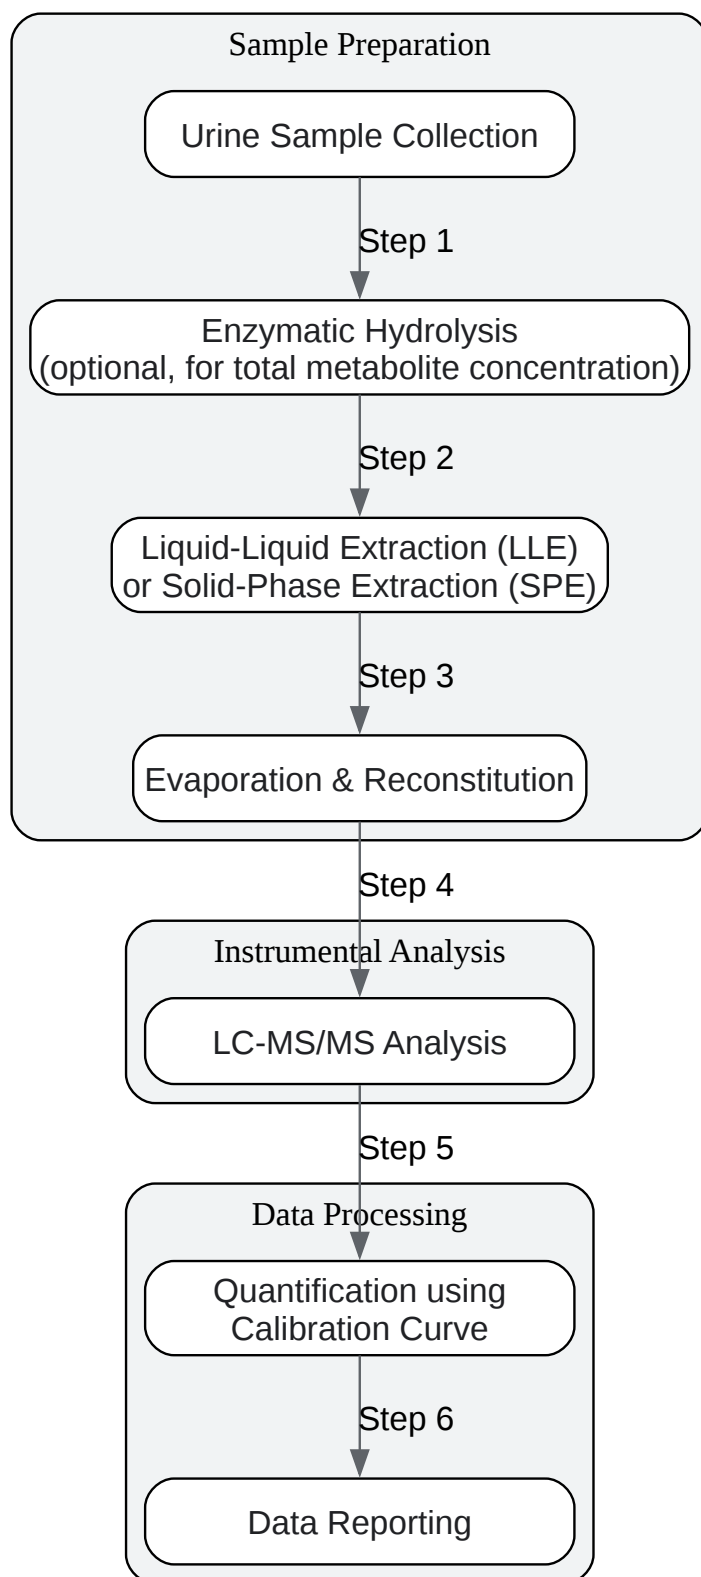 Sample Preparation
Urine Sample Collection
Step 1
Enzymatic Hydrolysis
(optional, for total metabolite concentration)
Step 2
Liquid-Liquid Extraction (LLE)
or Solid-Phase Extraction (SPE)
Step 3
Evaporation & Reconstitution
Step 4
Instrumental Analysis
LC-MS/MS Analysis
Step 5
Data Processing
Quantification using
Calibration Curve
Step 6
Data Reporting